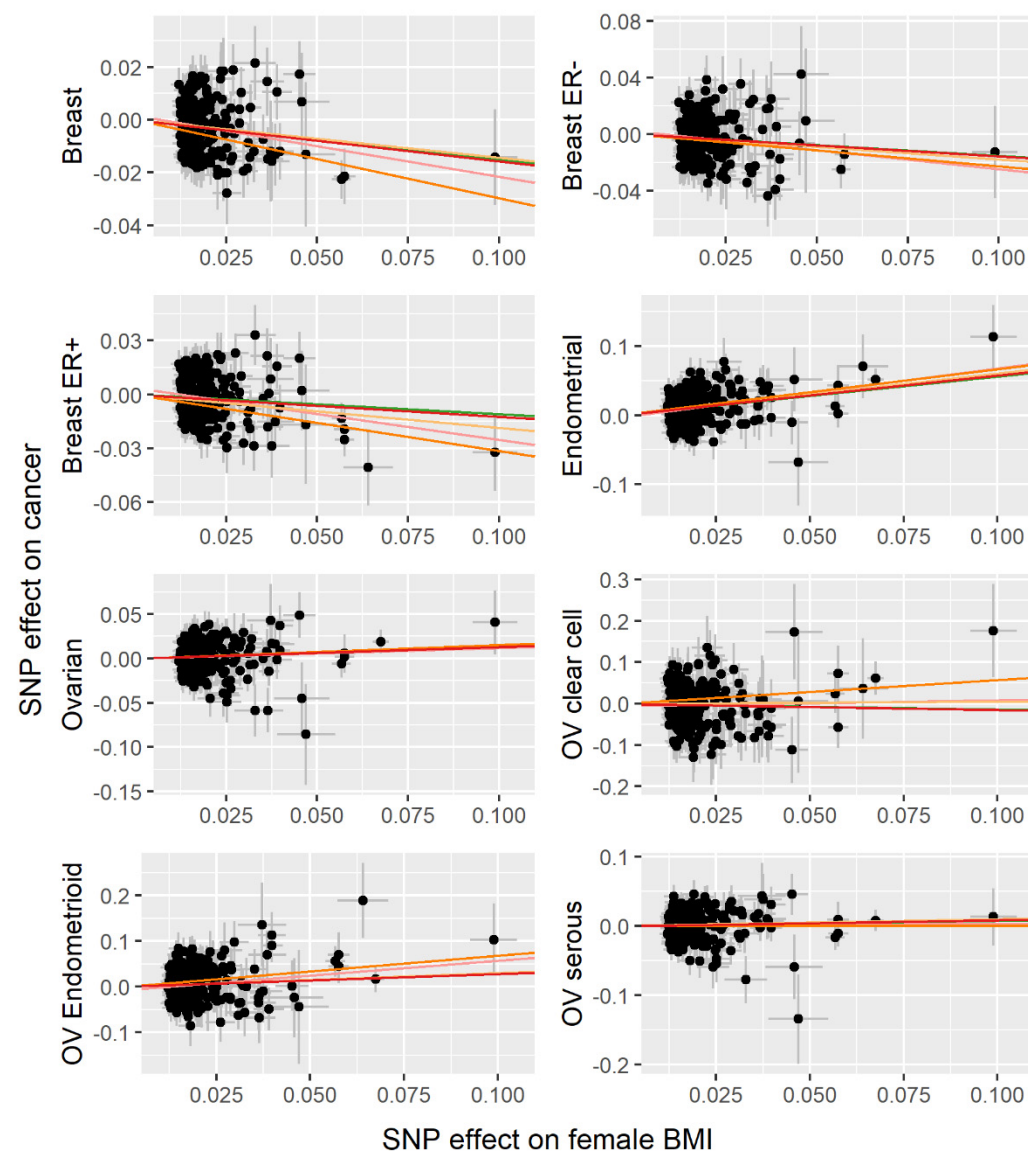 SNP effect on cancer
Breast
0.02
0.00
-0.02
-0.04
0.025 0.050 0.075 0.100
Breast ER-
0.08
0.04
0.00
-0.04
0.025 0.050 0.075 0.100
Breast ER+
0.03
0.00
-0.03
-0.06
0.025 0.050 0.075 0.100
Endometrial
0.1
0.0
-0.1
0.025 0.050 0.075 0.100
Ovarian
0.05
0.00
-0.05
-0.10
-0.15
0.025 0.050 0.075 0.100
OV clear cell
0.3
0.2
0.1
0.0
-0.1
-0.2
0.025 0.050 0.075 0.100
OV Endometrioid
0.2
0.1
0.0
-0.1
0.025 0.050 0.075 0.100
OV serous
0.1
0.0
-0.1
-0.2
0.025 0.050 0.075 0.100
SNP effect on female BMI